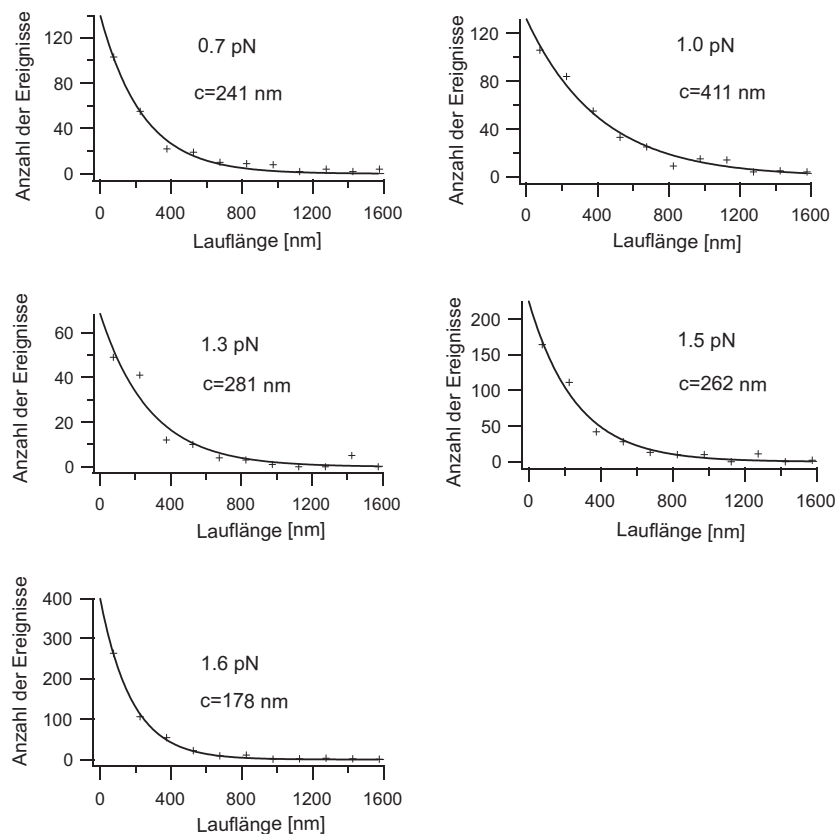 Anzahl der Ereignisse
120
80
40
0
0.7 pN
c=241 nm
0 400 800 1200 1600
Lauflänge [nm]
Anzahl der Ereignisse
120
80
40
0
1.0 pN
c=411 nm
0 400 800 1200 1600
Lauflänge [nm]
Anzahl der Ereignisse
60
40
20
0
1.3 pN
c=281 nm
0 400 800 1200 1600
Lauflänge [nm]
Anzahl der Ereignisse
200
150
100
50
0
1.5 pN
c=262 nm
0 400 800 1200 1600
Lauflänge [nm]
Anzahl der Ereignisse
400
300
200
100
0
1.6 pN
c=178 nm
0 400 800 1200 1600
Lauflänge [nm]